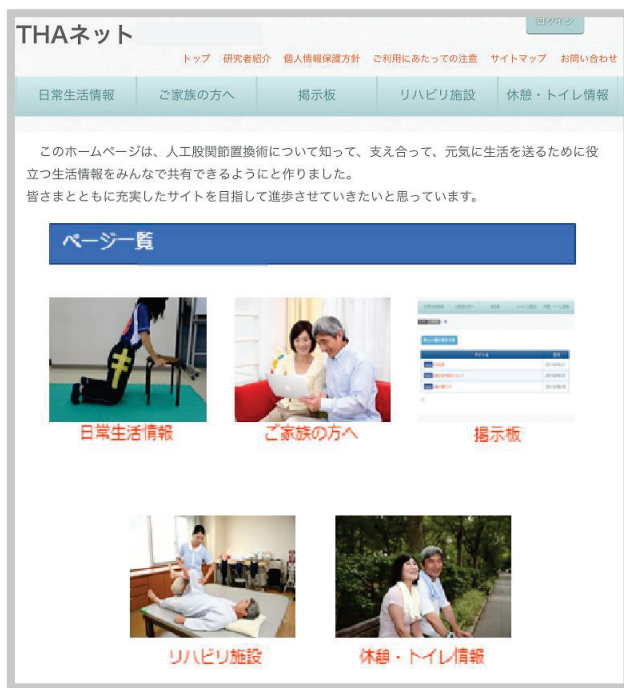 ログイン
THAネット
トップ 研究者紹介 個人情報保護方針 ご利用にあたっての注意 サイトマップ お問い合わせ
日常生活情報 ご家族の方へ 掲示板 リハビリ施設 休憩・トイレ情報
このホームページは、人工股関節置換術について知って、支え合って、元気に生活を送るために役
立つ生活情報をみんなで共有できるようにと作りました。
皆さまとともに充実したサイトを目指して進歩させていきたいと思っています。
ページ一覧
日常生活情報 ご家族の方へ 掲示板
リハビリ施設 休憩・トイレ情報